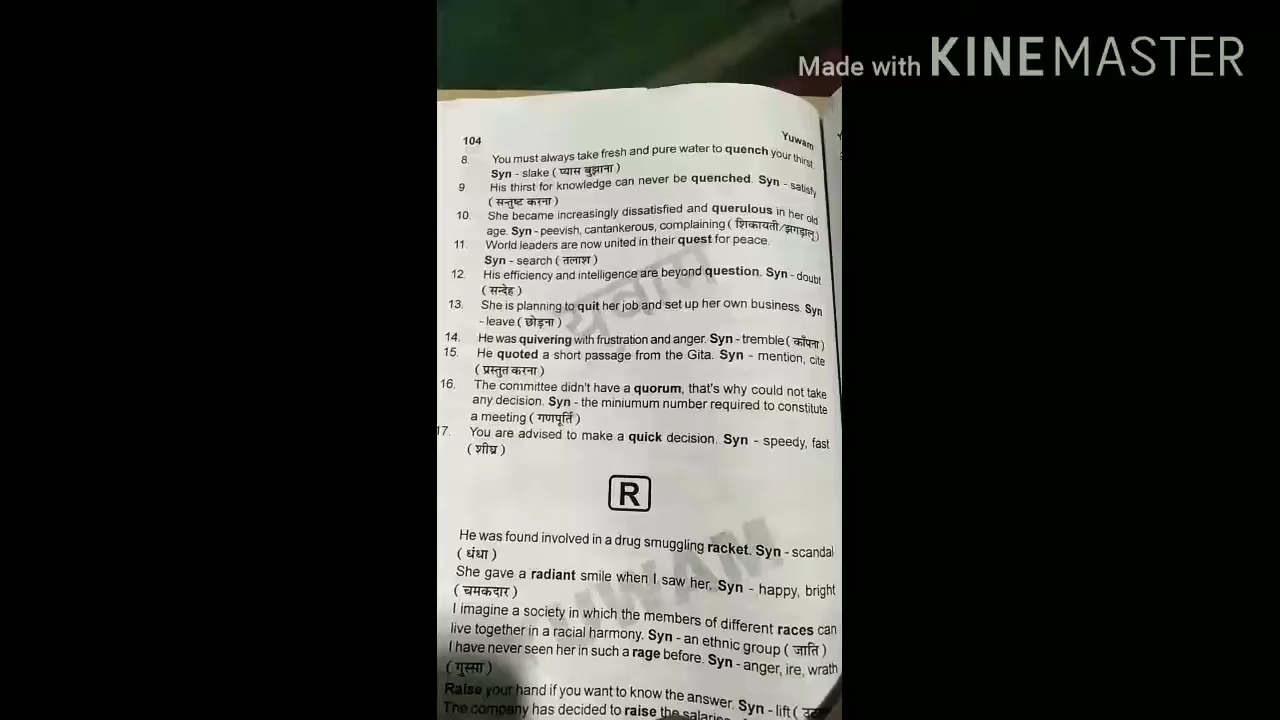 Made with KINEMASTER
104 Yuwam
8. You must always take fresh and pure water to quench your thirst.
Syn - slake ( प्यास बुझाना )
9 His thirst for knowledge can never be quenched. Syn - satisfy
( सन्तुष्ट करना )
10. She became increasingly dissatisfied and querulous in her old
age. Syn - peevish, cantankerous, complaining ( शिकायती/झगड़ालू )
11. World leaders are now united in their quest for peace.
Syn - search ( तलाश )
12. His efficiency and intelligence are beyond question. Syn - doubt
( सन्देह )
13. She is planning to quit her job and set up her own business. Syn
- leave ( छोड़ना )
14. He was quivering with frustration and anger. Syn - tremble ( काँपना )
15. He quoted a short passage from the Gita. Syn - mention, cite
( प्रस्तुत करना )
16. The committee didn't have a quorum, that's why could not take
any decision. Syn - the miniumum number required to constitute
a meeting ( गणपूर्ति )
17. You are advised to make a quick decision. Syn - speedy, fast
( शीघ्र )
युवाम
R
YUWAM
He was found involved in a drug smuggling racket. Syn - scandal
( धंधा )
She gave a radiant smile when I saw her. Syn - happy, bright
( चमकदार )
I imagine a society in which the members of different races can
live together in a racial harmony. Syn - an ethnic group ( जाति )
I have never seen her in such a rage before. Syn - anger, ire, wrath
( गुस्सा )
Raise your hand if you want to know the answer. Syn - lift (
The company has decided to raise the